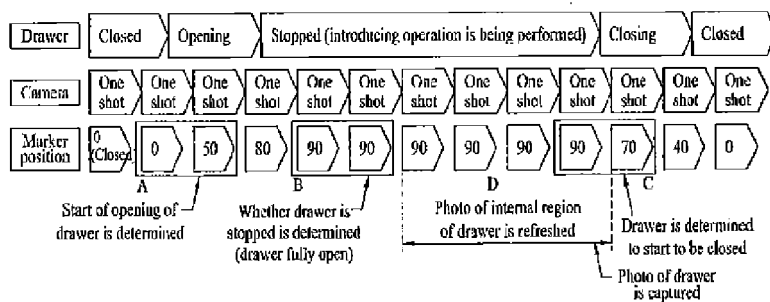 Drawer
Closed
Opening
Stopped (introducing operation is being performed)
Closing
Closed
Camera
One shot
One shot
One shot
One shot
One shot
One shot
One shot
One shot
One shot
One shot
One shot
One shot
One shot
Marker position
0 (Closed)
0
50
80
90
90
90
90
90
90
70
40
0
A
B
D
C
Start of opening of
drawer is determined
Whether drawer is
stopped is determined
(drawer fully open)
Photo of internal region
of drawer is refreshed
Drawer is determined
to start to be closed
Photo of drawer
is captured